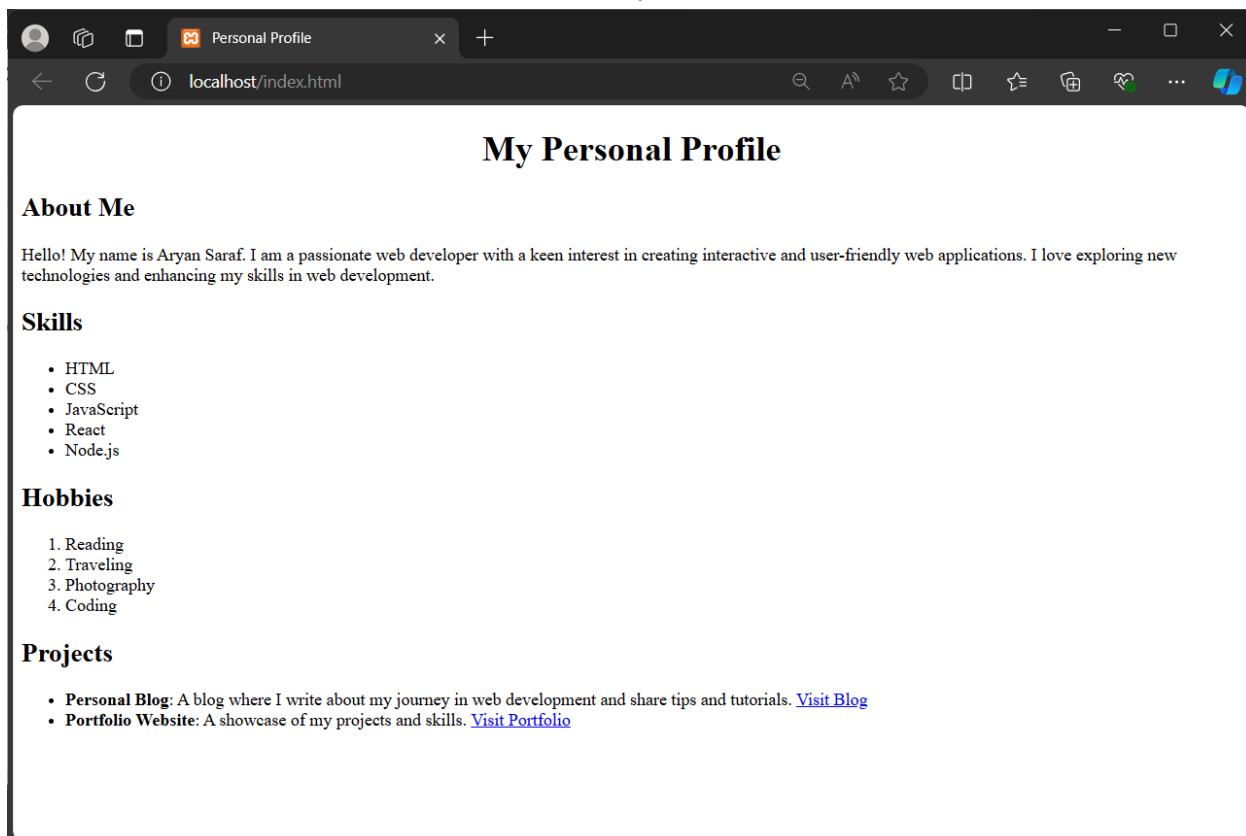 Personal Profile
localhost/index.html
My Personal Profile
About Me
Hello! My name is Aryan Saraf. I am a passionate web developer with a keen interest in creating interactive and user-friendly web applications. I love exploring new
technologies and enhancing my skills in web development.
Skills
• HTML
• CSS
• JavaScript
• React
• Node.js
Hobbies
1. Reading
2. Traveling
3. Photography
4. Coding
Projects
• Personal Blog: A blog where I write about my journey in web development and share tips and tutorials. Visit Blog
• Portfolio Website: A showcase of my projects and skills. Visit Portfolio